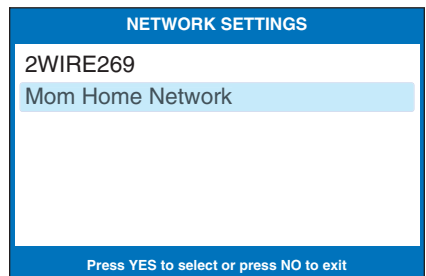 NETWORK SETTINGS
2WIRE269
Mom Home Network
Press YES to select or press NO to exit